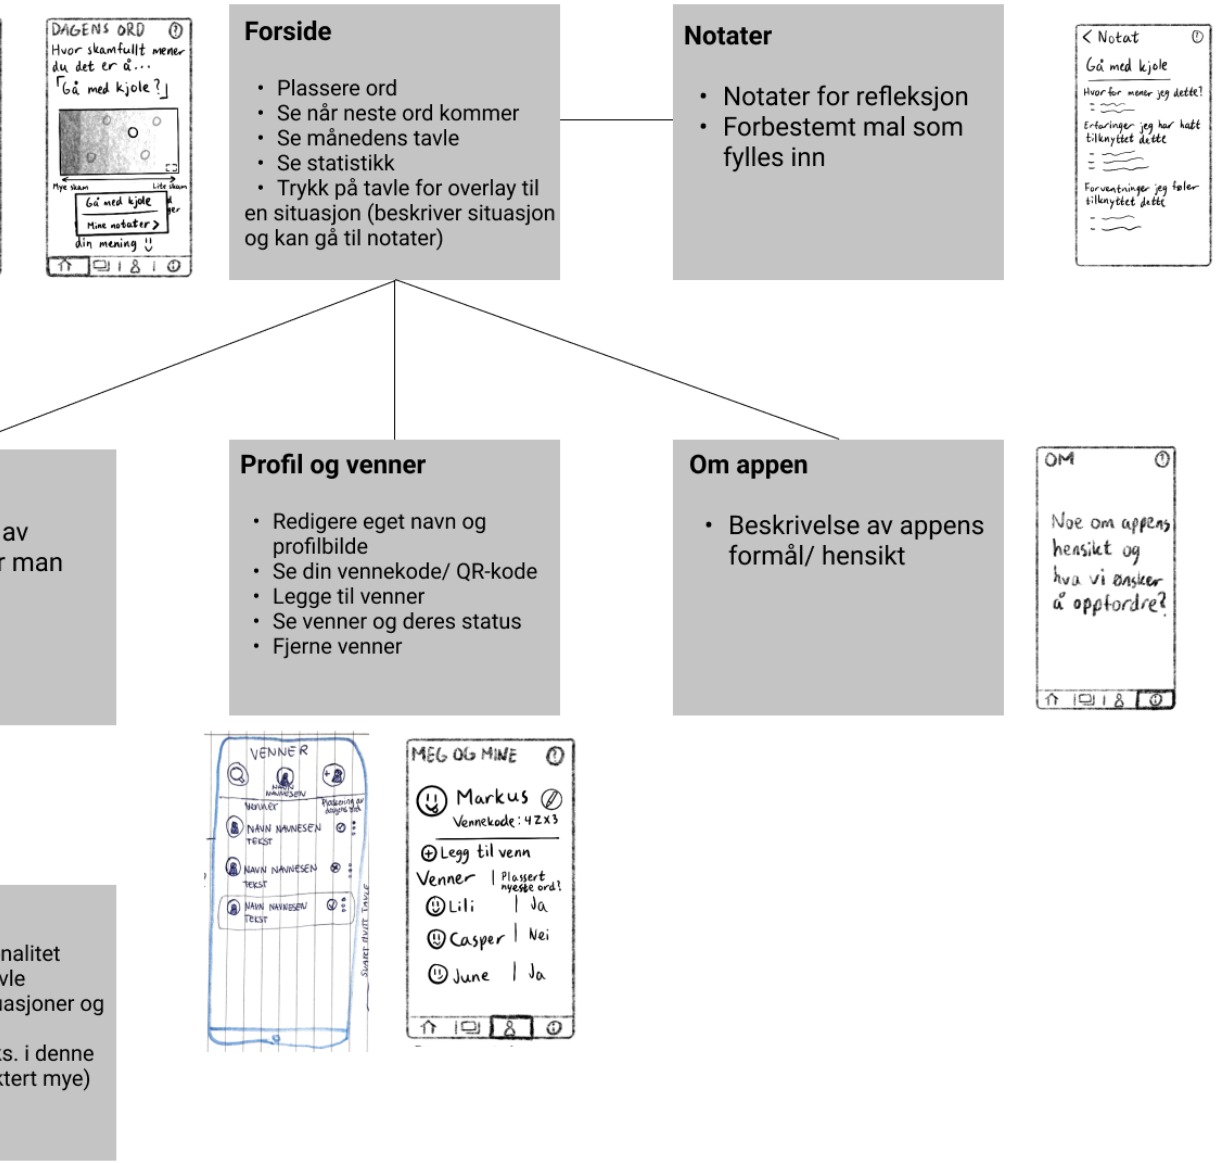 DAGENS ORD ?
Hvor skamfullt mener
du det er å...
「Gå med kjole?」
Mye skam
Lite skam
Gå med kjole
Mine notater >
ger
din mening
Forside
• Plassere ord
• Se når neste ord kommer
• Se månedens tavle
• Se statistikk
• Trykk på tavle for overlay til
en situasjon (beskriver situasjon
og kan gå til notater)
Notater
• Notater for refleksjon
• Forbestemt mal som
fylles inn
< Notat
Gå med kjole
Hvorfor mener jeg dette?
Erfaringer jeg har hatt
tilknyttet dette
Forventninger jeg føler
tilknyttet dette
av
r man
Profil og venner
• Redigere eget navn og
profilbilde
• Se din vennekode/ QR-kode
• Legge til venner
• Se venner og deres status
• Fjerne venner
Om appen
• Beskrivelse av appens
formål/ hensikt
OM
Noe om appens
hensikt og
hva vi ønsker
å oppfordre?
VENNER
NAVN
NAVNESEN
Venner
Plassering av
dagens ord
NAVN NAVNESEN
TEKST
NAVN NAVNESEN
TEKST
NAVN NAVNESEN
TEKST
MEG OG MINE ?
Markus
Vennekode: 42x3
Legg til venn
Venner | Plassert
nyeste ord?
Lili | Ja
Casper | Nei
June | Ja
nalitet
vle
uasjoner og
ks. i denne
ktert mye)